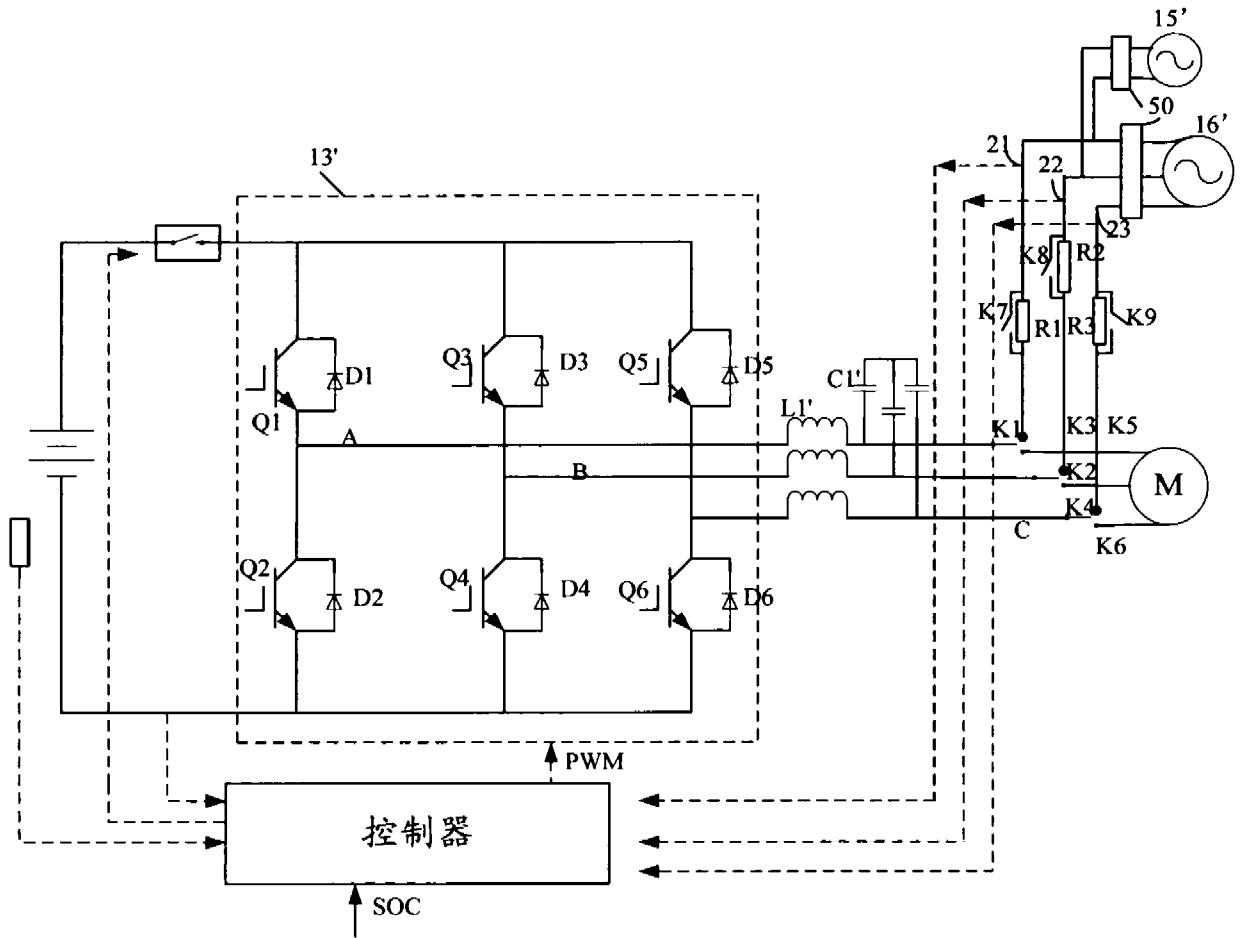 15’
50
16’
21
22
23
13'
K8
R2
K7
R1
R3
K9
Q1
D1
Q3
D3
Q5
D5
L1'
C1'
A
B
C
K1
K3
K5
K2
K4
K6
M
Q2
D2
Q4
D4
Q6
D6
PWM
控制器
SOC